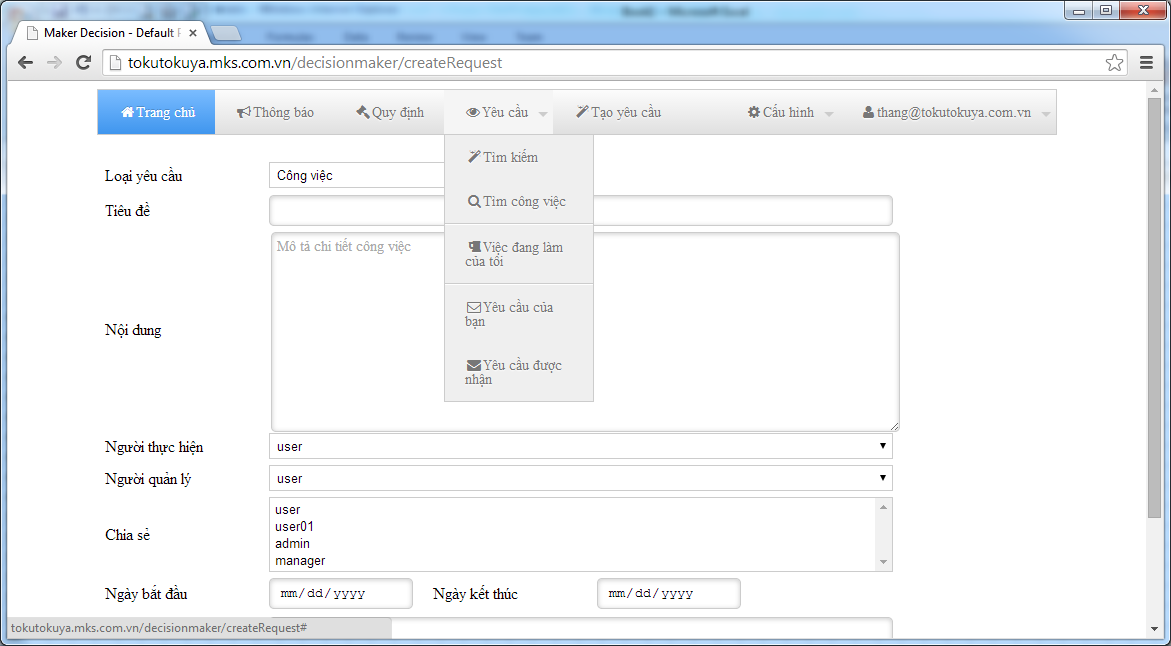 Maker Decision - Default
tokutokuya.mks.com.vn/decisionmaker/createRequest
Trang chủ Thông báo Quy định Yêu cầu Tạo yêu cầu Cấu hình thang@tokutokuya.com.vn
Tìm kiếm
Tìm công việc
Việc đang làm
của tôi
Yêu cầu của
bạn
Yêu cầu được
nhận
Loại yêu cầu Công việc
Tiêu đề
Mô tả chi tiết công việc
Nội dung
Người thực hiện user
Người quản lý user
Chia sẻ
user
user01
admin
manager
Ngày bắt đầu mm/dd/yyyy Ngày kết thúc mm/dd/yyyy
tokutokuya.mks.com.vn/decisionmaker/createRequest#